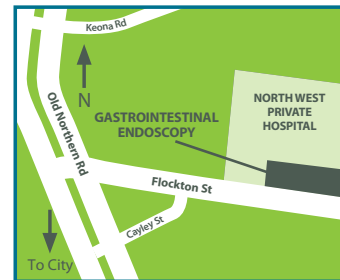 Keona Rd
N
Old Northern Rd
NORTH WEST
PRIVATE
HOSPITAL
GASTROINTESTINAL
ENDOSCOPY
Flockton St
Cayley St
To City